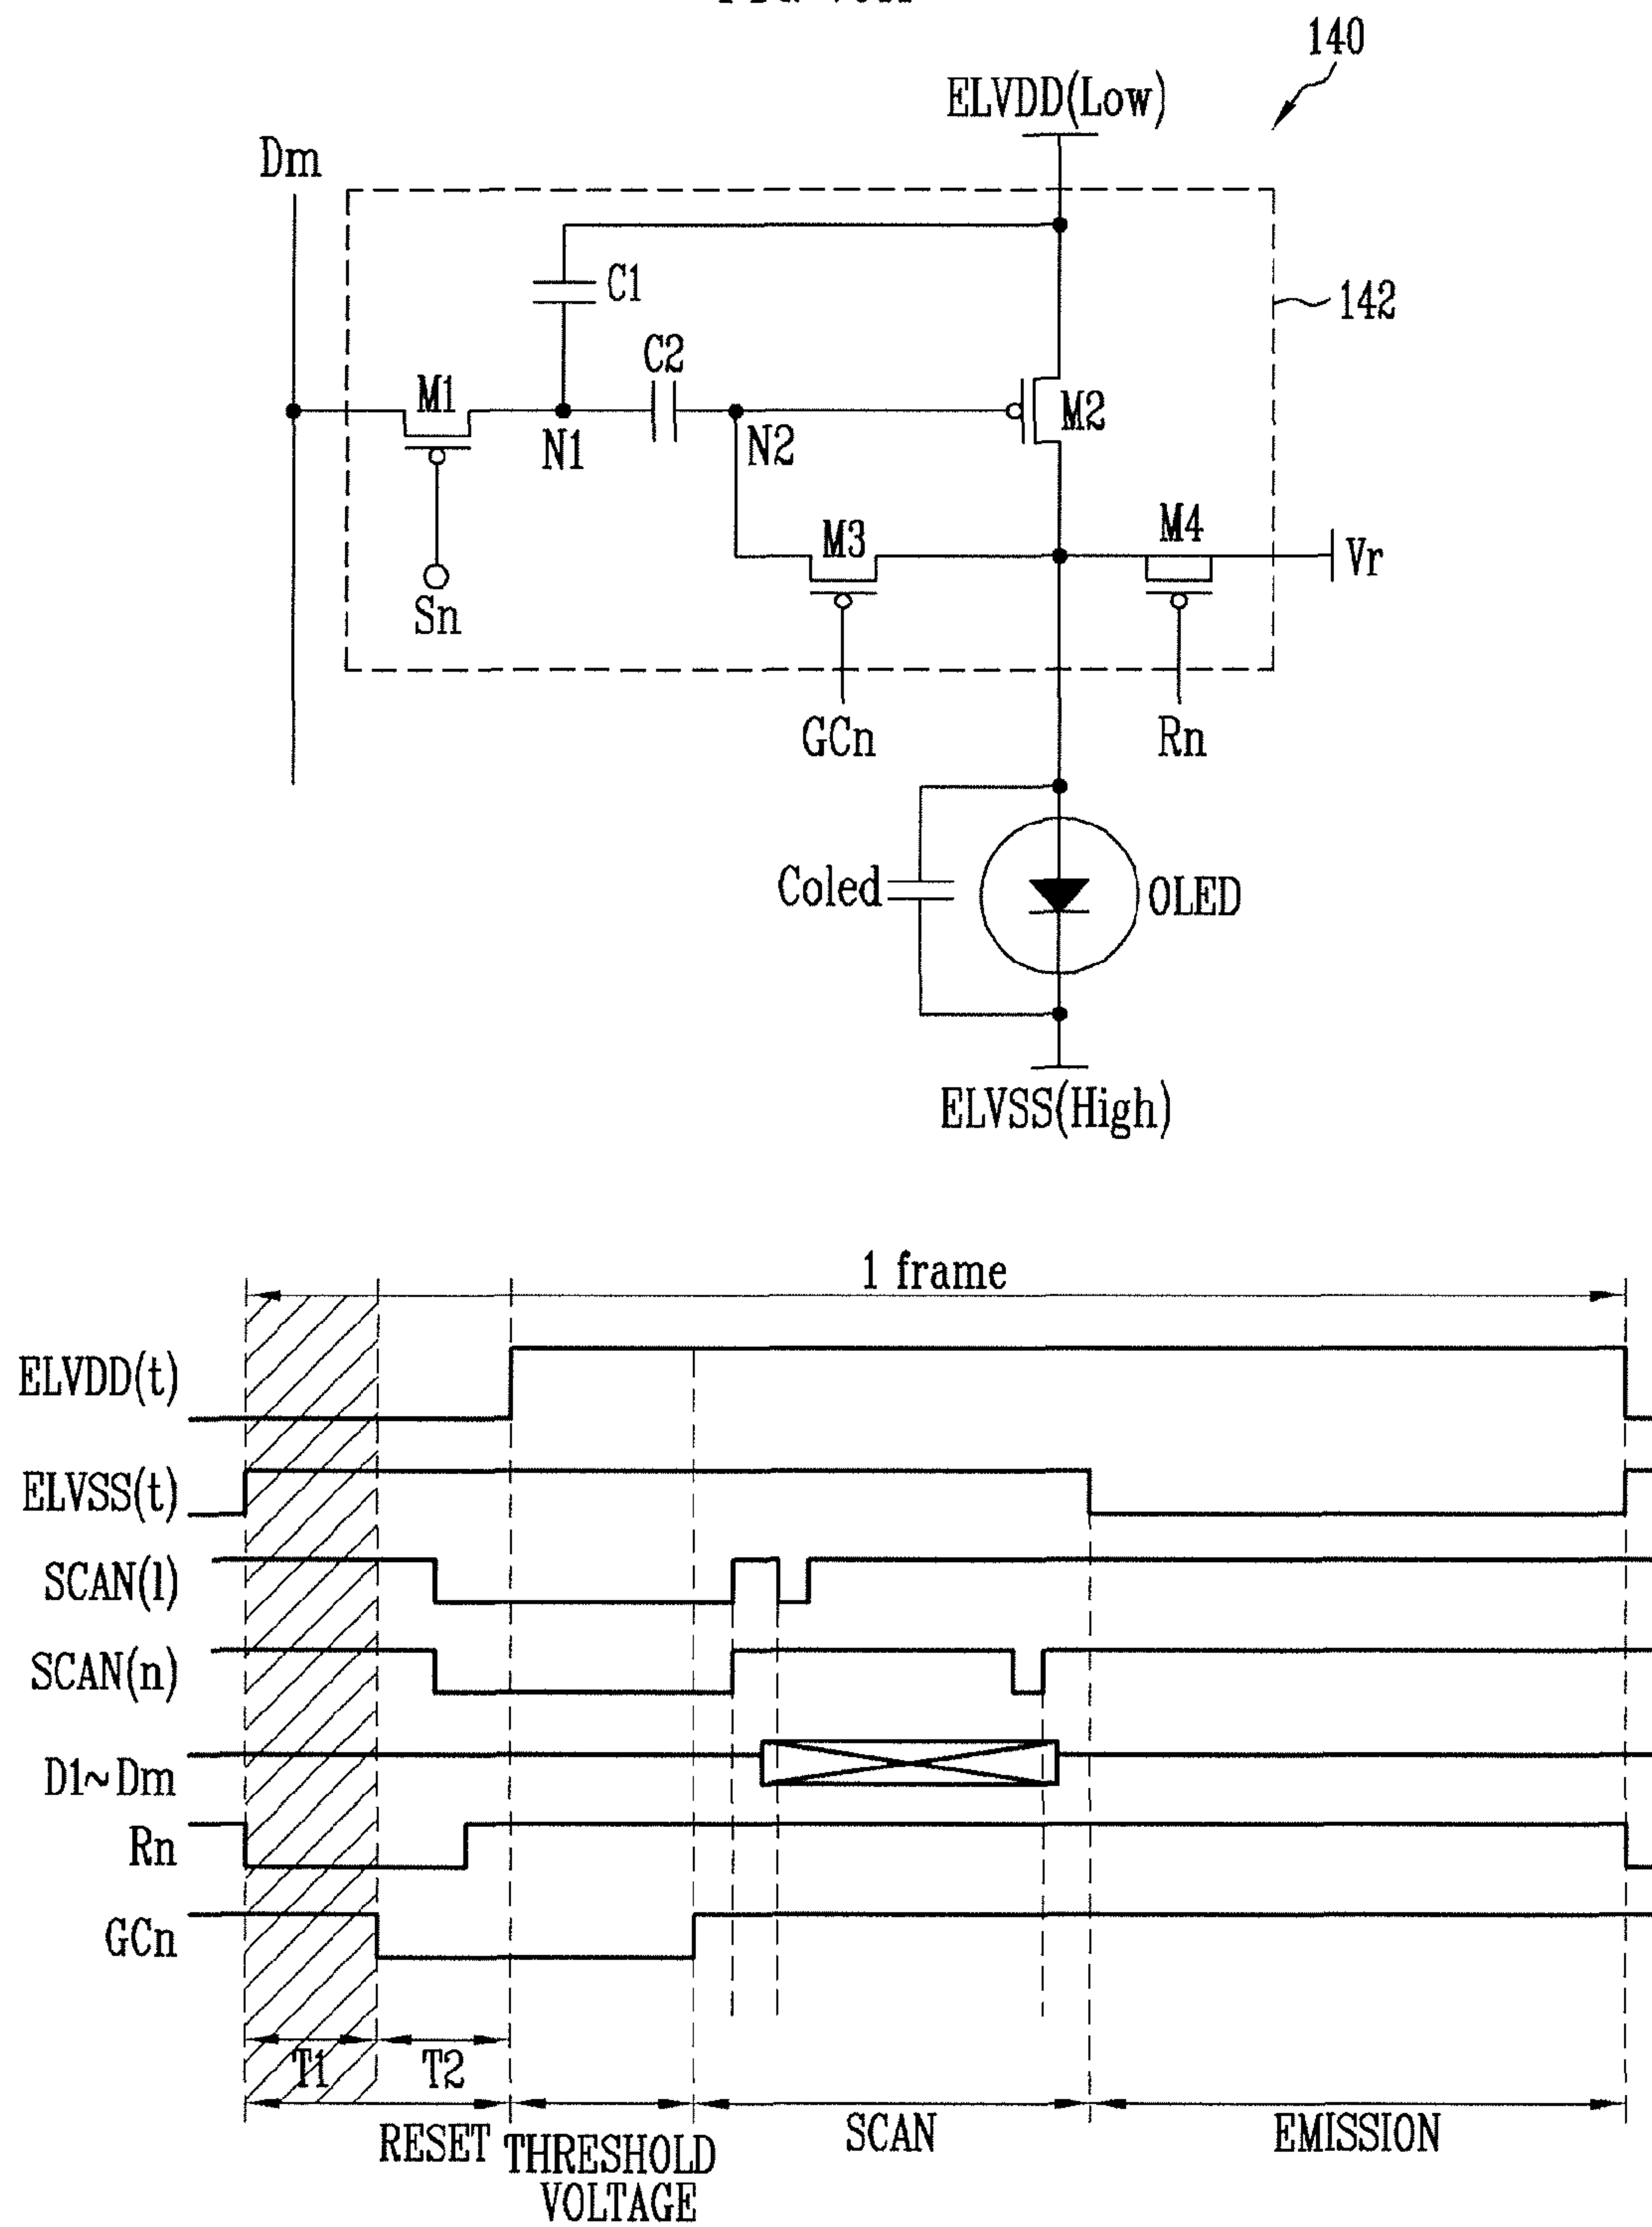 140
ELVDD(Low)
Dm
C1
142
C2
M1
M2
N1
N2
M3
M4
Vr
Sn
GCn
Rn
Coled
OLED
ELVSS(High)
1 frame
ELVDD(t)
ELVSS(t)
SCAN(1)
SCAN(n)
D1~Dm
Rn
GCn
T1
T2
RESET
THRESHOLD
VOLTAGE
SCAN
EMISSION